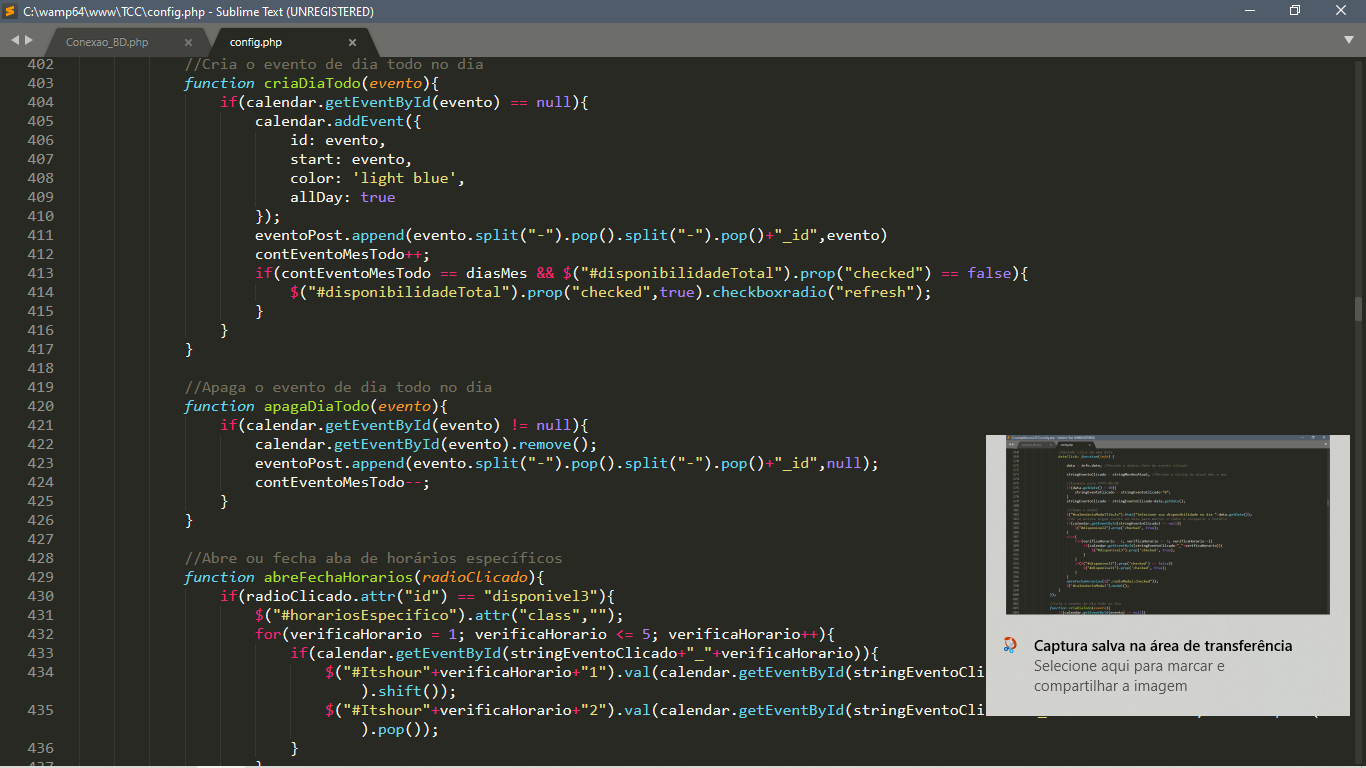 C:\wamp64\www\TCC\config.php - Sublime Text (UNREGISTERED)
Conexao_BD.php
config.php
402 //Cria o evento de dia todo no dia
403 function criaDiaTodo(evento){
404 if(calendar.getEventById(evento) == null){
405 calendar.addEvent({
406 id: evento,
407 start: evento,
408 color: 'light blue',
409 allDay: true
410 });
411 eventoPost.append(evento.split("-").pop().split("-").pop()+"_id",evento)
412 contEventoMesTodo++;
413 if(contEventoMesTodo == diasMes && $("#disponibilidadeTotal").prop("checked") == false){
414 $("#disponibilidadeTotal").prop("checked",true).checkboxradio("refresh");
415 }
416 }
417 }
418
419 //Apaga o evento de dia todo no dia
420 function apagaDiaTodo(evento){
421 if(calendar.getEventById(evento) != null){
422 calendar.getEventById(evento).remove();
423 eventoPost.append(evento.split("-").pop().split("-").pop()+"_id",null);
424 contEventoMesTodo--;
425 }
426 }
427
428 //Abre ou fecha aba de horários específicos
429 function abreFechaHorarios(radioClicado){
430 if(radioClicado.attr("id") == "disponivel3"){
431 $("#horariosEspecifico").attr("class","");
432 for(verificaHorario = 1; verificaHorario <= 5; verificaHorario++){
433 if(calendar.getEventById(stringEventoClicado+"_"+verificaHorario)){
434 $("#Itshour"+verificaHorario+"1").val(calendar.getEventById(stringEventoCli
).shift());
435 $("#Itshour"+verificaHorario+"2").val(calendar.getEventById(stringEventoCli
).pop());
436 }
437 }
Captura salva na área de transferência
Selecione aqui para marcar e
compartilhar a imagem